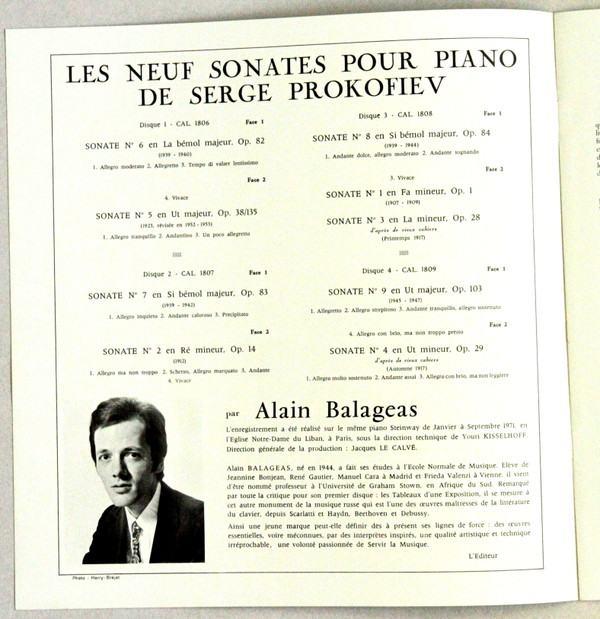 LES NEUF SONATES POUR PIANO
DE SERGE PROKOFIEV
Disque 1 - CAL. 1806 Face 1
SONATE N° 6 en La bémol majeur, Op. 82
(1939 - 1940)
1. Allegro moderato 2. Allegretto 3. Tempo di valzer lentissimo
Face 2
4. Vivace
SONATE N° 5 en Ut majeur, Op. 38/135
(1923, révisée en 1952 - 1953)
1. Allegro tranquillo 2. Andantino 3. Un poco allegretto
Disque 2 - CAL. 1807 Face 1
SONATE N° 7 en Si bémol majeur, Op. 83
(1939 - 1942)
1. Allegro inquieto 2. Andante caloroso 3. Precipitato
Face 2
SONATE N° 2 en Ré mineur, Op. 14
(1912)
1. Allegro ma non troppo 2. Scherzo, Allegro marquato 3. Andante
4. Vivace
Disque 3 - CAL. 1808 Face 1
SONATE N° 8 en Si bémol majeur, Op. 84
(1939 - 1944)
1. Andante dolce, allegro moderato 2. Andante sognando
Face 2
3. Vivace
SONATE N° 1 en Fa mineur, Op. 1
(1907 - 1909)
SONATE N° 3 en La mineur, Op. 28
d'après de vieux cahiers
(Printemps 1917)
Disque 4 - CAL. 1809 Face 1
SONATE N° 9 en Ut majeur, Op. 103
(1945 - 1947)
1. Allegretto 2. Allegro strepitoso 3. Andante tranquillo, allegro sostenuto
Face 2
4. Allegro con brio, ma non troppo presto
SONATE N° 4 en Ut mineur, Op. 29
d'après de vieux cahiers
(Automne 1917)
1. Allegro molto sostenuto 2. Andante assai 3. Allegro con brio, ma non leggiere
par Alain Balageas
L'enregistrement a été réalisé sur le même piano Steinway de Janvier à Septembre 1971, en
l'Eglise Notre-Dame du Liban, à Paris, sous la direction technique de Youri KISSELHOFF.
Direction générale de la production : Jacques LE CALVÉ.
Alain BALAGEAS, né en 1944, a fait ses études à l'Ecole Normale de Musique. Elève de
Jeannine Bonjean, René Gautier, Manuel Cara à Madrid et Frieda Valenzi à Vienne, il vient
d'être nommé professeur à l'Université de Graham Stown, en Afrique du Sud. Remarqué
par toute la critique pour son premier disque : les Tableaux d'une Exposition, il se mesure à
cet autre monument de la musique russe qui est l'une des œuvres maîtresses de la littérature
du clavier, depuis Scarlatti et Haydn, Beethoven et Debussy.
Ainsi une jeune marque peut-elle définir dès à présent ses lignes de force : des œuvres
essentielles, voire méconnues, par des interprètes inspirés, une qualité artistique et technique
irréprochable, une volonté passionnée de Servir la Musique.
L'Editeur
Photo - Harry-Bréjat